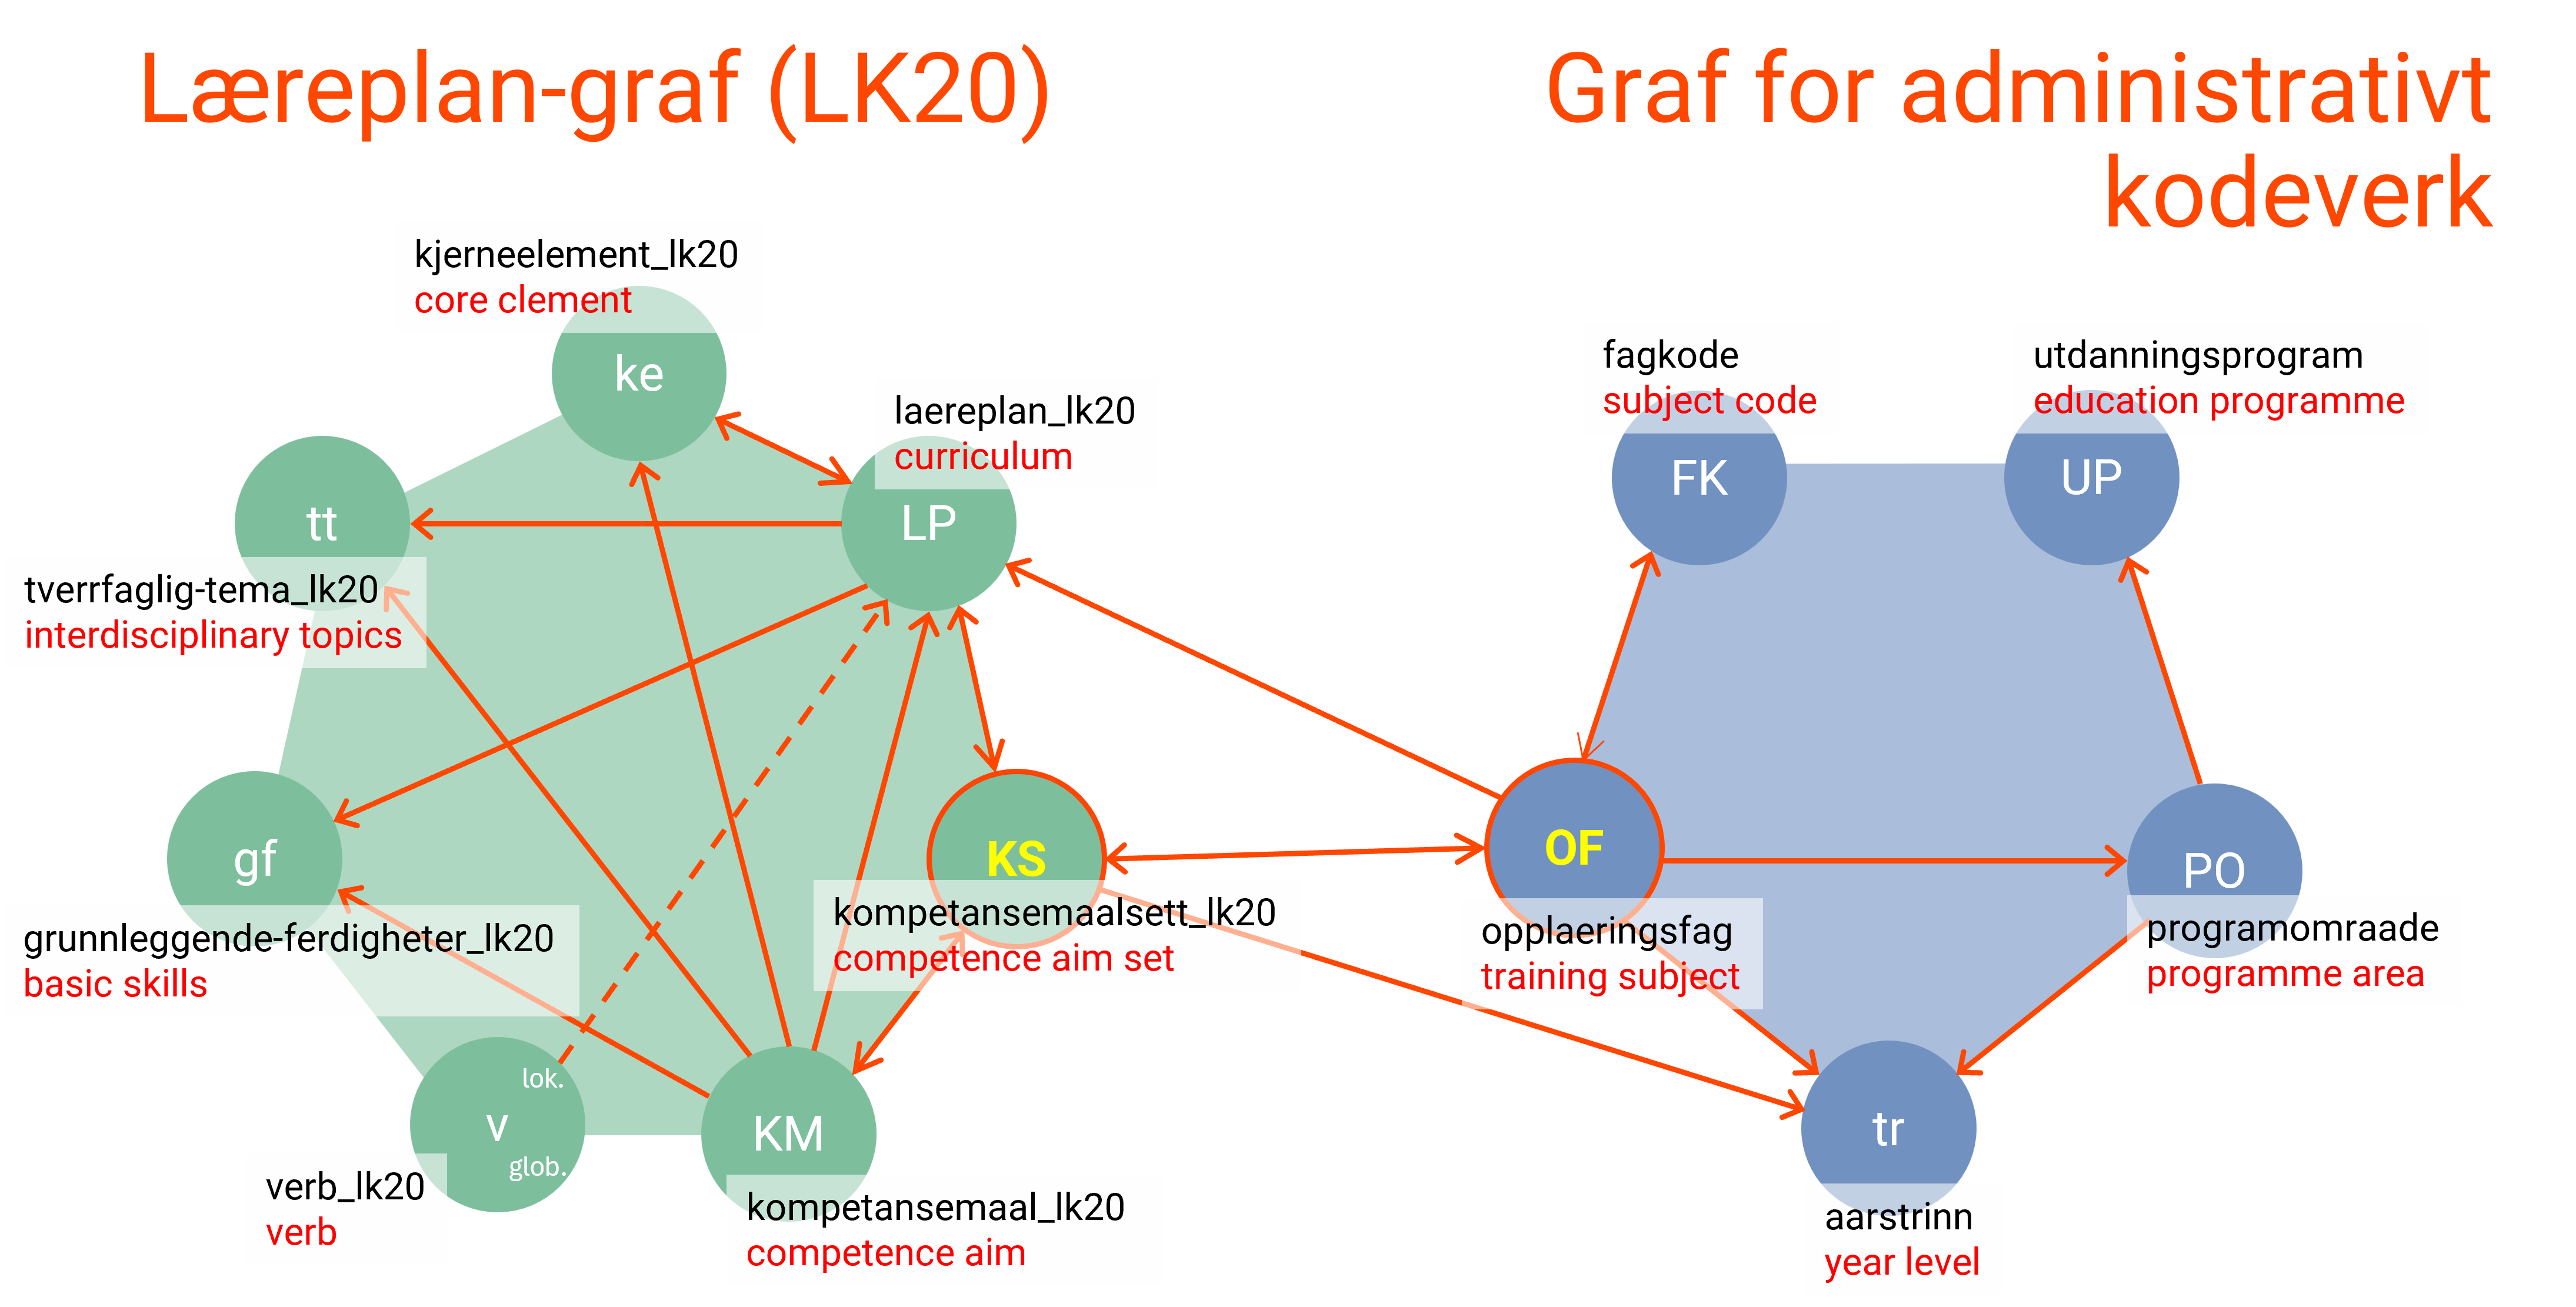 Læreplan-graf (LK20)
Graf for administrativt
kodeverk
kjerneelement_lk20
core clement
ke
laereplan_lk20
curriculum
LP
tt
tverrfaglig-tema_lk20
interdisciplinary topics
gf
grunnleggende-ferdigheter_lk20
basic skills
KS
kompetansemaalsett_lk20
competence aim set
lok.
v
glob.
verb_lk20
verb
KM
kompetansemaal_lk20
competence aim
fagkode
subject code
FK
utdanningsprogram
education programme
UP
OF
opplaeringsfag
training subject
PO
programomraade
programme area
tr
aarstrinn
year level